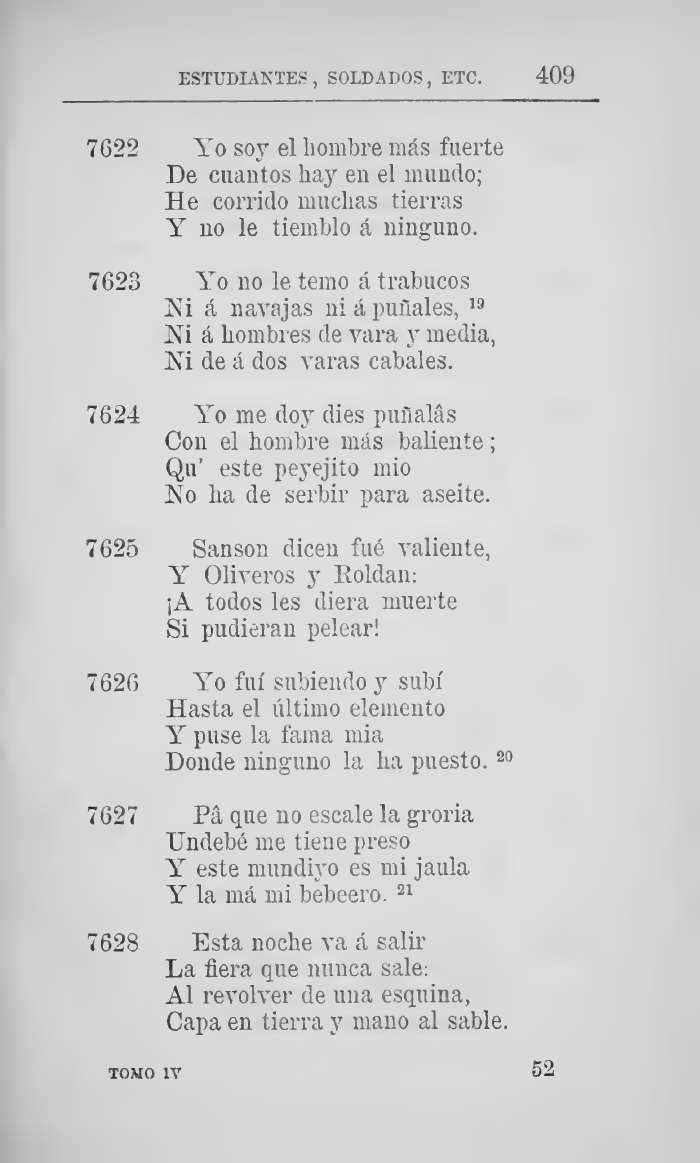 ESTUDIANTES, SOLDADOS, ETC. 409
7622 Yo soy el hombre más fuerte
De cuantos hay en el mundo;
He corrido muchas tierras
Y no le tiemblo á ninguno.
7623 Yo no le temo á trabucos
Ni á navajas ni á puñales, 19
Ni á hombres de vara y media,
Ni de á dos varas cabales.
7624 Yo me doy dies puñalâs
Con el hombre más baliente;
Qu' este peyejito mio
No ha de serbir para aseite.
7625 Sanson dicen fué valiente,
Y Oliveros y Roldan:
¡A todos les diera muerte
Si pudieran pelear!
7626 Yo fuí subiendo y subí
Hasta el último elemento
Y puse la fama mia
Donde ninguno la ha puesto. 20
7627 Pâ que no escale la groria
Undebé me tiene preso
Y este mundiyo es mi jaula
Y la má mi bebeero. 21
7628 Esta noche va á salir
La fiera que nunca sale:
Al revolver de una esquina,
Capa en tierra y mano al sable.
TOMO IV 52